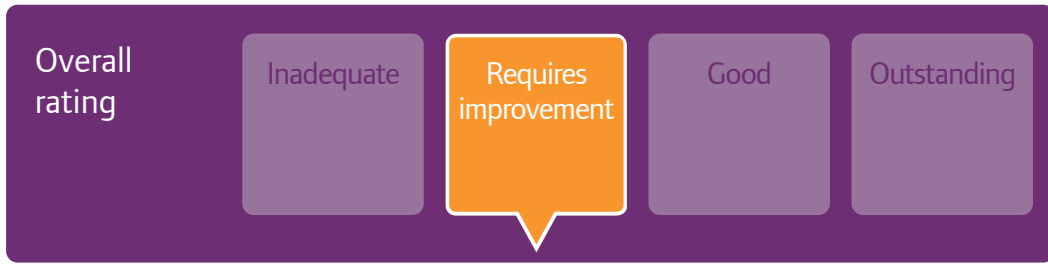 Overall
rating
Inadequate
Requires
improvement
Good
Outstanding